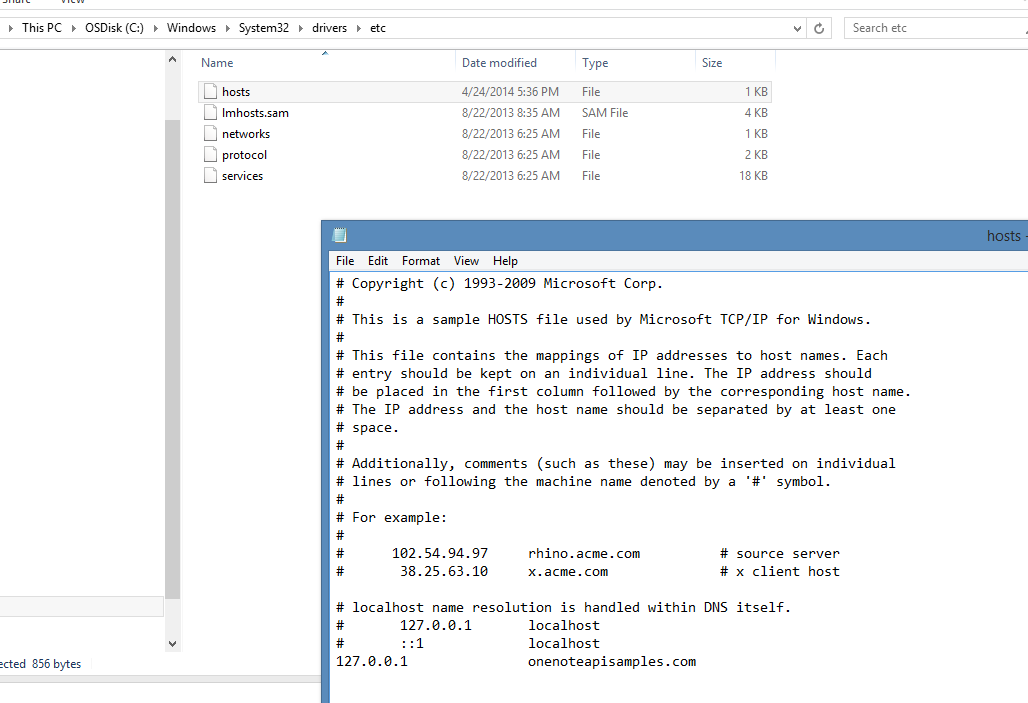 Share View
This PC OSDisk (C:) Windows System32 drivers etc
Search etc
Name Date modified Type Size
hosts 4/24/2014 5:36 PM File 1 KB
lmhosts.sam 8/22/2013 8:35 AM SAM File 4 KB
networks 8/22/2013 6:25 AM File 1 KB
protocol 8/22/2013 6:25 AM File 2 KB
services 8/22/2013 6:25 AM File 18 KB
hosts -
File Edit Format View Help
# Copyright (c) 1993-2009 Microsoft Corp.
#
# This is a sample HOSTS file used by Microsoft TCP/IP for Windows.
#
# This file contains the mappings of IP addresses to host names. Each
# entry should be kept on an individual line. The IP address should
# be placed in the first column followed by the corresponding host name.
# The IP address and the host name should be separated by at least one
# space.
#
# Additionally, comments (such as these) may be inserted on individual
# lines or following the machine name denoted by a '#' symbol.
#
# For example:
#
#      102.54.94.97     rhino.acme.com          # source server
#       38.25.63.10     x.acme.com              # x client host
# localhost name resolution is handled within DNS itself.
#       127.0.0.1       localhost
#       ::1             localhost
127.0.0.1               onenoteapisamples.com
ected 856 bytes